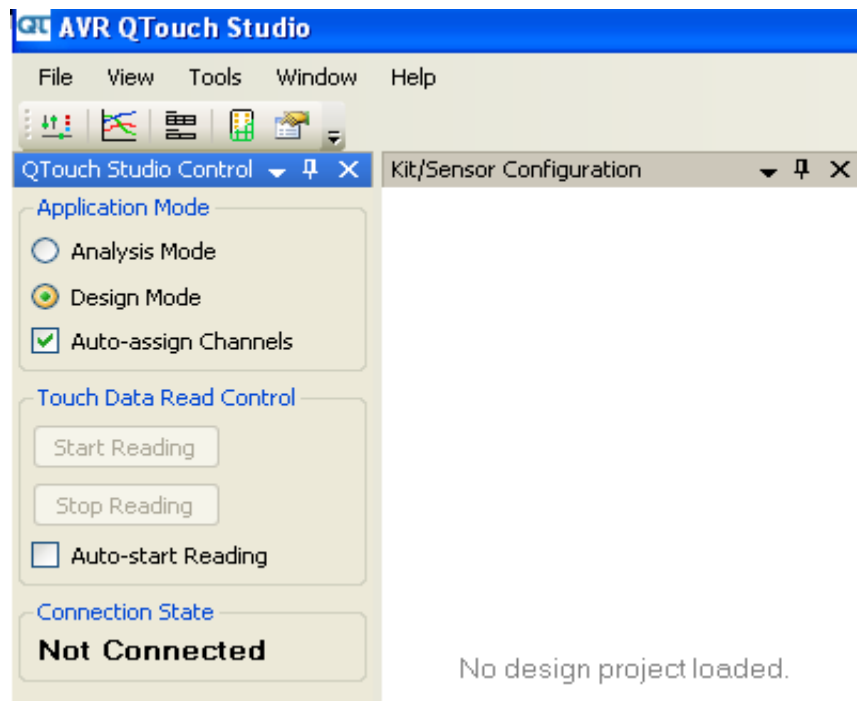 QT AVR QTouch Studio
File View Tools Window Help
QTouch Studio Control
Kit/Sensor Configuration
Application Mode
Analysis Mode
Design Mode
Auto-assign Channels
Touch Data Read Control
Start Reading
Stop Reading
Auto-start Reading
Connection State
Not Connected
No design project loaded.